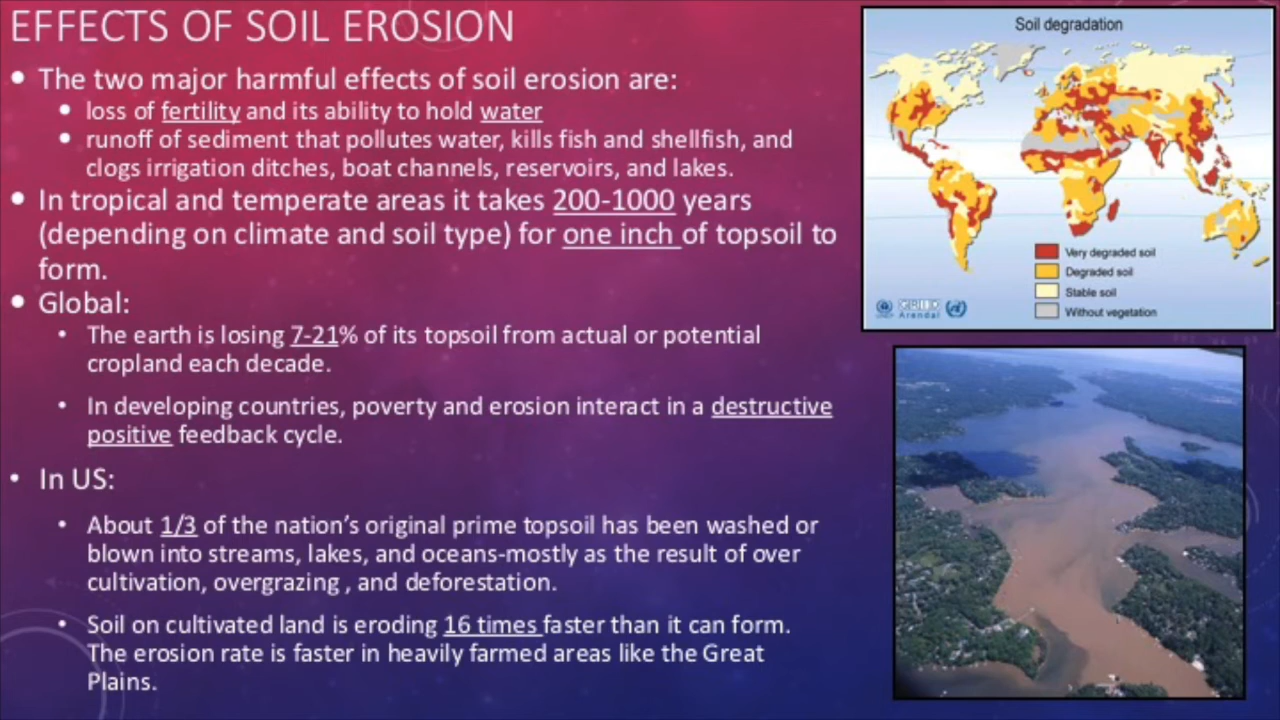 EFFECTS OF SOIL EROSION
• The two major harmful effects of soil erosion are:
• loss of fertility and its ability to hold water
• runoff of sediment that pollutes water, kills fish and shellfish, and
clogs irrigation ditches, boat channels, reservoirs, and lakes.
• In tropical and temperate areas it takes 200-1000 years
(depending on climate and soil type) for one inch of topsoil to
form.
• Global:
• The earth is losing 7-21% of its topsoil from actual or potential
cropland each decade.
• In developing countries, poverty and erosion interact in a destructive
positive feedback cycle.
• In US:
• About 1/3 of the nation's original prime topsoil has been washed or
blown into streams, lakes, and oceans-mostly as the result of over
cultivation, overgrazing , and deforestation.
• Soil on cultivated land is eroding 16 times faster than it can form.
The erosion rate is faster in heavily farmed areas like the Great
Plains.
Soil degradation
Very degraded soil
Degraded soil
Stable soil
Without vegetation
GRID
Arendal
UNEP